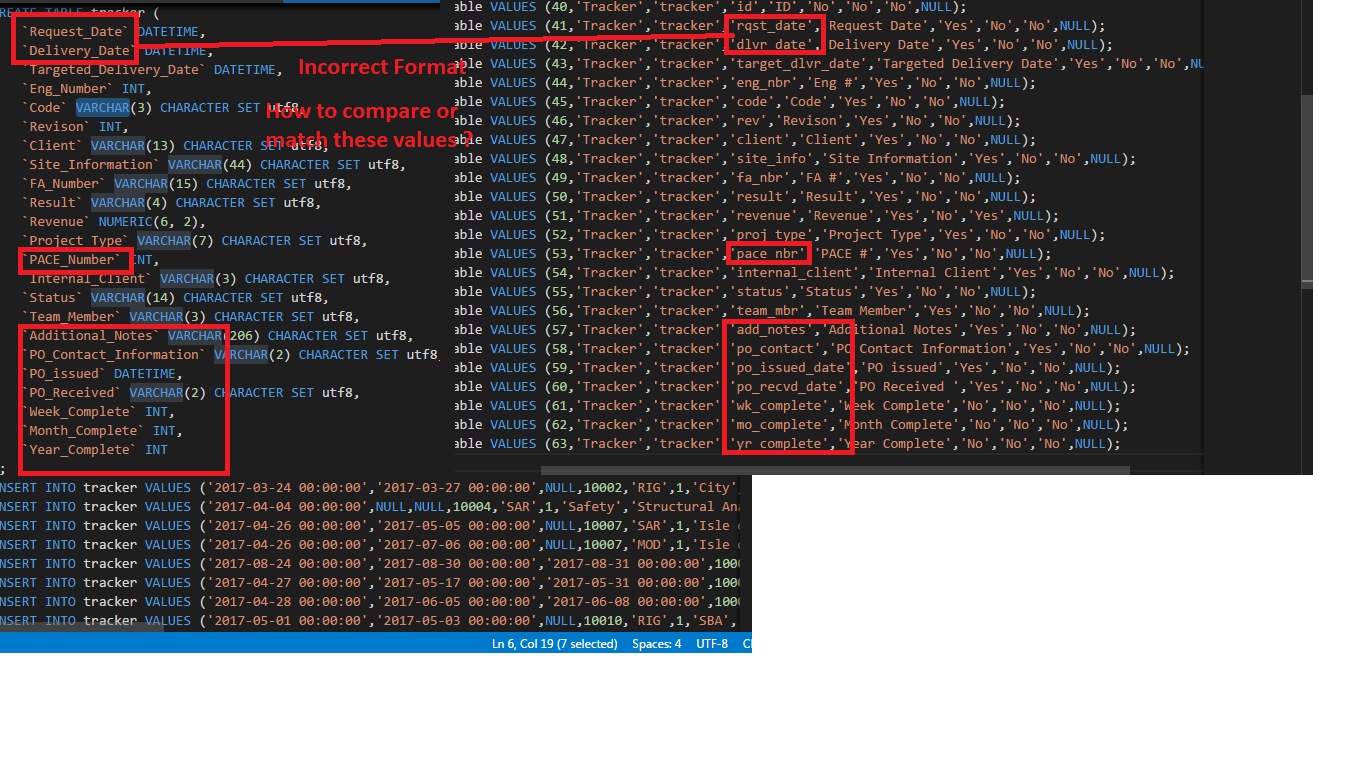 REATE TABLE tracker (
`Request_Date` DATETIME,
`Delivery_Date` DATETIME,
`Targeted_Delivery_Date` DATETIME,
`Eng_Number` INT,
`Code` VARCHAR(3) CHARACTER SET utf8,
`Revison` INT,
`Client` VARCHAR(13) CHARACTER SET utf8,
`Site_Information` VARCHAR(44) CHARACTER SET utf8,
`FA_Number` VARCHAR(15) CHARACTER SET utf8,
`Result` VARCHAR(4) CHARACTER SET utf8,
`Revenue` NUMERIC(6, 2),
`Project_Type` VARCHAR(7) CHARACTER SET utf8,
`PACE_Number` INT,
`Internal_Client` VARCHAR(3) CHARACTER SET utf8,
`Status` VARCHAR(14) CHARACTER SET utf8,
`Team_Member` VARCHAR(3) CHARACTER SET utf8,
`Additional_Notes` VARCHAR(206) CHARACTER SET utf8,
`PO_Contact_Information` VARCHAR(2) CHARACTER SET utf8,
`PO_issued` DATETIME,
`PO_Received` VARCHAR(2) CHARACTER SET utf8,
`Week_Complete` INT,
`Month_Complete` INT,
`Year_Complete` INT
;
NSERT INTO tracker VALUES ('2017-03-24 00:00:00','2017-03-27 00:00:00',NULL,10002,'RIG',1,'City'
NSERT INTO tracker VALUES ('2017-04-04 00:00:00',NULL,NULL,10004,'SAR',1,'Safety','Structural Ana
NSERT INTO tracker VALUES ('2017-04-26 00:00:00','2017-05-05 00:00:00',NULL,10007,'SAR',1,'Isle
NSERT INTO tracker VALUES ('2017-04-26 00:00:00','2017-07-06 00:00:00',NULL,10007,'MOD',1,'Isle
NSERT INTO tracker VALUES ('2017-08-24 00:00:00','2017-08-30 00:00:00','2017-08-31 00:00:00',1000
NSERT INTO tracker VALUES ('2017-04-27 00:00:00','2017-05-17 00:00:00','2017-05-31 00:00:00',1000
NSERT INTO tracker VALUES ('2017-04-28 00:00:00','2017-06-05 00:00:00','2017-06-08 00:00:00',1000
NSERT INTO tracker VALUES ('2017-05-01 00:00:00','2017-05-03 00:00:00',NULL,10010,'RIG',1,'SBA',
Ln 6, Col 19 (7 selected) Spaces: 4 UTF-8
Incorrect Format
How to compare or
match these values ?
able VALUES (40,'Tracker','tracker','id','ID','No','No','No',NULL);
able VALUES (41,'Tracker','tracker','rqst_date','Request Date','Yes','No','No',NULL);
able VALUES (42,'Tracker','tracker','dlvr_date','Delivery Date','Yes','No','No',NULL);
able VALUES (43,'Tracker','tracker','target_dlvr_date','Targeted Delivery Date','Yes','No','No',NU
able VALUES (44,'Tracker','tracker','eng_nbr','Eng #','Yes','No','No',NULL);
able VALUES (45,'Tracker','tracker','code','Code','Yes','No','No',NULL);
able VALUES (46,'Tracker','tracker','rev','Revison','Yes','No','No',NULL);
able VALUES (47,'Tracker','tracker','client','Client','Yes','No','No',NULL);
able VALUES (48,'Tracker','tracker','site_info','Site Information','Yes','No','No',NULL);
able VALUES (49,'Tracker','tracker','fa_nbr','FA #','Yes','No','No',NULL);
able VALUES (50,'Tracker','tracker','result','Result','Yes','No','No',NULL);
able VALUES (51,'Tracker','tracker','revenue','Revenue','Yes','No','Yes',NULL);
able VALUES (52,'Tracker','tracker','proj_type','Project Type','Yes','No','No',NULL);
able VALUES (53,'Tracker','tracker','pace_nbr','PACE #','Yes','No','No',NULL);
able VALUES (54,'Tracker','tracker','internal_client','Internal Client','Yes','No','No',NULL);
able VALUES (55,'Tracker','tracker','status','Status','Yes','No','No',NULL);
able VALUES (56,'Tracker','tracker','team_mbr','Team Member','Yes','No','No',NULL);
able VALUES (57,'Tracker','tracker','add_notes','Additional Notes','Yes','No','No',NULL);
able VALUES (58,'Tracker','tracker','po_contact','PO Contact Information','Yes','No','No',NULL);
able VALUES (59,'Tracker','tracker','po_issued_date','PO issued','Yes','No','No',NULL);
able VALUES (60,'Tracker','tracker','po_recvd_date','PO Received ','Yes','No','No',NULL);
able VALUES (61,'Tracker','tracker','wk_complete','Week Complete','No','No','No',NULL);
able VALUES (62,'Tracker','tracker','mo_complete','Month Complete','No','No','No',NULL);
able VALUES (63,'Tracker','tracker','yr_complete','Year Complete','No','No','No',NULL);